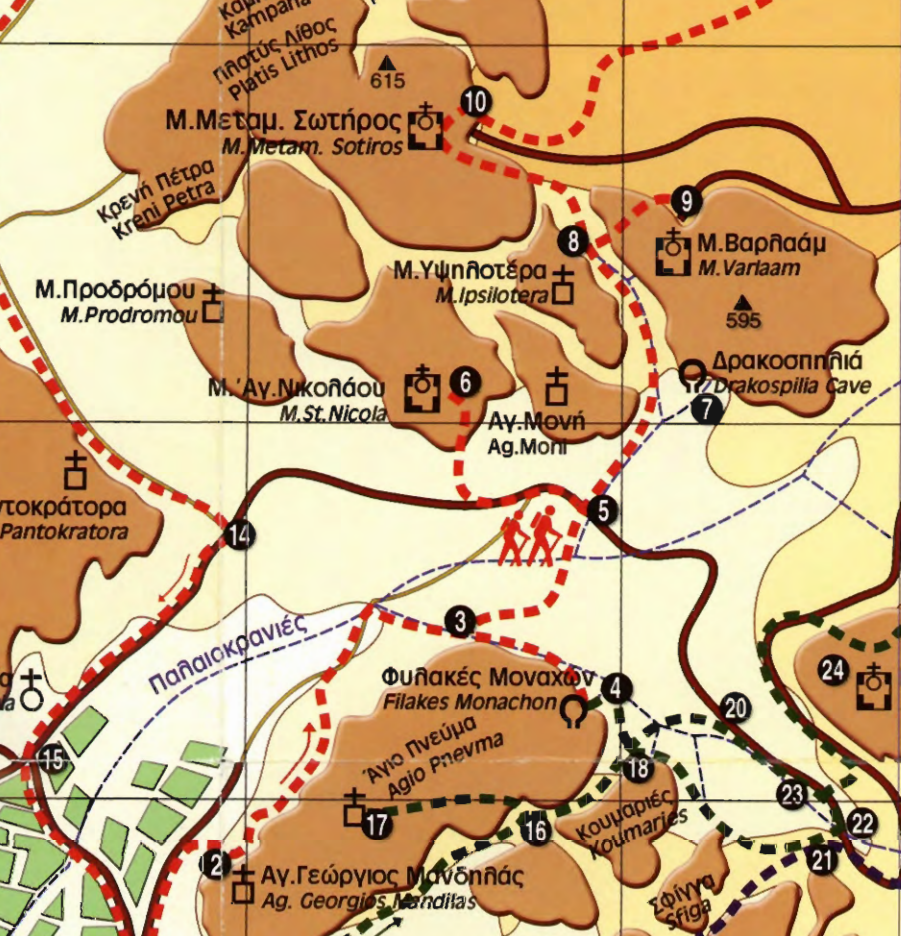 Kampana
Πλατύς Λίθος
Platis Lithos
615
10
Μ.Μεταμ. Σωτήρος
M.Metam. Sotiros
Κρενή Πέτρα
Kreni Petra
9
8
Μ.Βαρλαάμ
M.Varlaam
595
Μ.Υψηλοτέρα
M.Ipsilotera
Μ.Προδρόμου
M.Prodromou
Μ.Άγ.Νικολάου
M.St.Nicola
6
Δρακοσπηλιά
Drakospilia Cave
7
Αγ.Μονή
Ag.Moni
ντοκράτορα
Pantokratora
14
5
3
Παλαιοκρανιές
Φυλακές Μοναχών
Filakes Monachon
4
24
20
Άγιο Πνεύμα
Agio Pnevma
15
18
23
17
16
Κουμαριές
Koumaries
22
21
2
Αγ.Γεώργιος Μανδηλάς
Ag. Georgios Mandilas
Σφίγγα
Sfiga